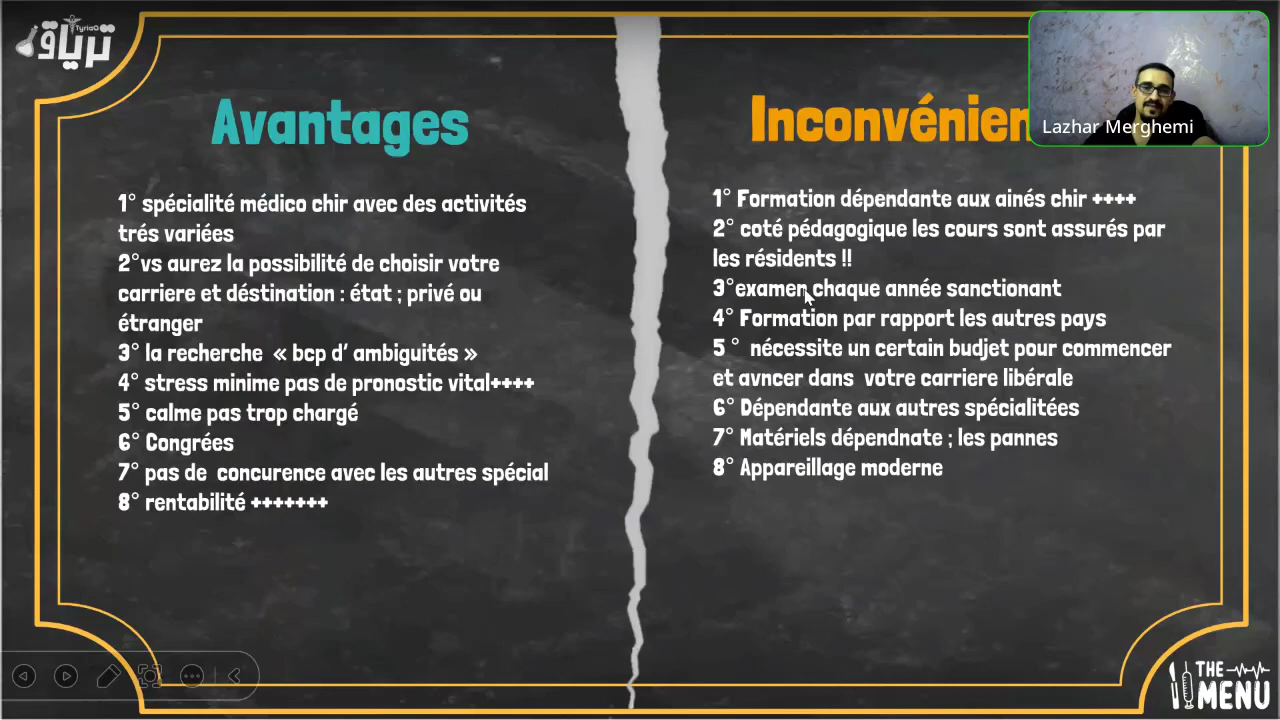 TyriaQ
ترياق
Avantages
1° spécialité médico chir avec des activités
trés variées
2°vs aurez la possibilité de choisir votre
carriere et déstination : état ; privé ou
étranger
3° la recherche « bcp d' ambiguités »
4° stress minime pas de pronostic vital++++
5° calme pas trop chargé
6° Congrées
7° pas de concurence avec les autres spécial
8° rentabilité +++++++
Inconvénien
1° Formation dépendante aux ainés chir ++++
2° coté pédagogique les cours sont assurés par
les résidents !!
3°examen chaque année sanctionant
4° Formation par rapport les autres pays
5 ° nécessite un certain budjet pour commencer
et avncer dans votre carriere libérale
6° Dépendante aux autres spécialitées
7° Matériels dépendnate ; les pannes
8° Appareillage moderne
Lazhar Merghemi
THE
MENU